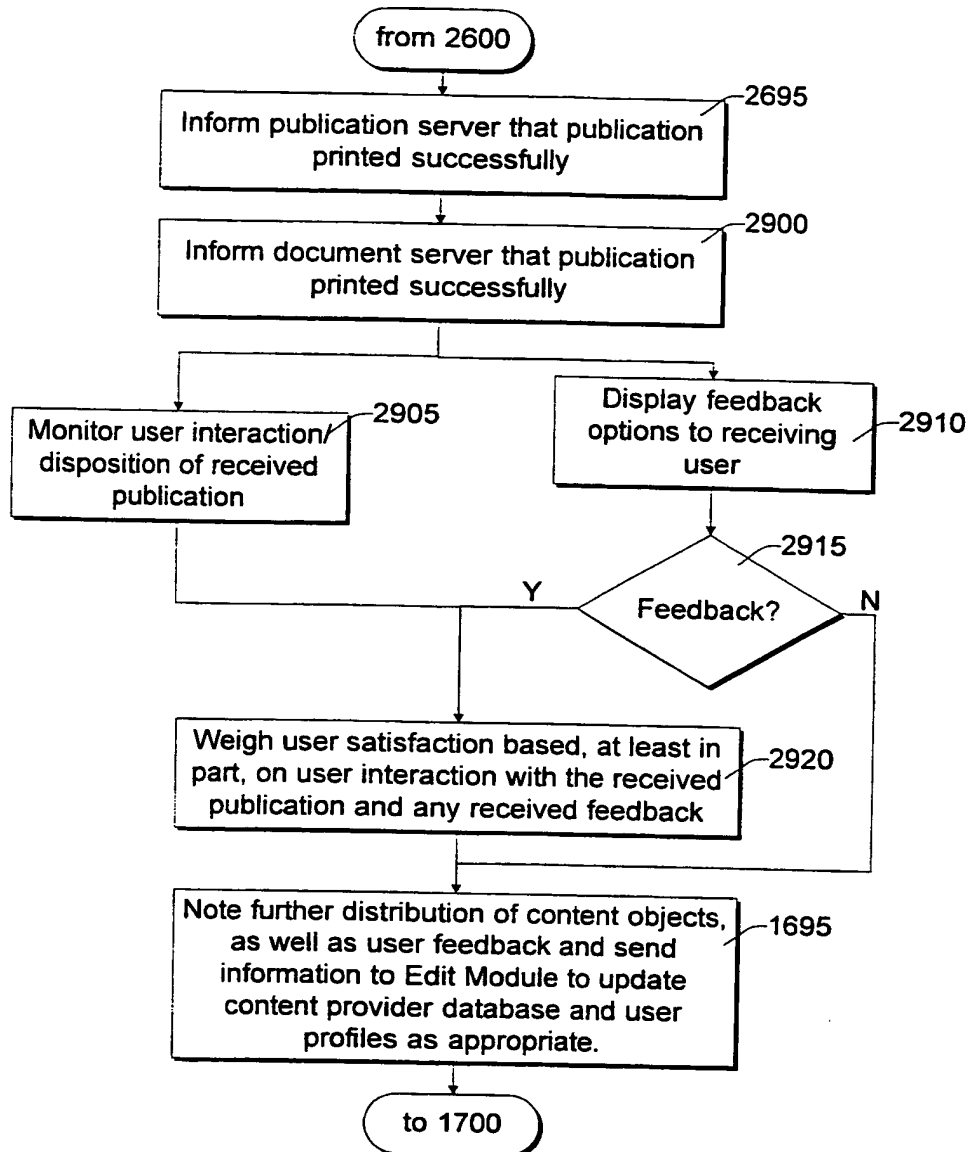 from 2600
2695
Inform publication server that publication
printed successfully
2900
Inform document server that publication
printed successfully
2905
Monitor user interaction/
disposition of received
publication
Display feedback
options to receiving
user
2910
2915
Y
Feedback?
N
Weigh user satisfaction based, at least in
part, on user interaction with the received
publication and any received feedback
2920
Note further distribution of content objects,
as well as user feedback and send
information to Edit Module to update
content provider database and user
profiles as appropriate.
1695
to 1700